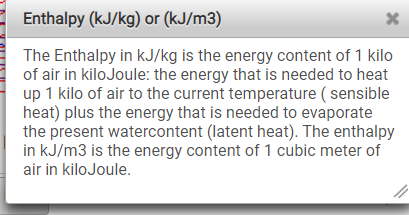 Enthalpy (kJ/kg) or (kJ/m3)
The Enthalpy in kJ/kg is the energy content of 1 kilo
of air in kiloJoule: the energy that is needed to heat
up 1 kilo of air to the current temperature ( sensible
heat) plus the energy that is needed to evaporate
the present watercontent (latent heat). The enthalpy
in kJ/m3 is the energy content of 1 cubic meter of
air in kiloJoule.